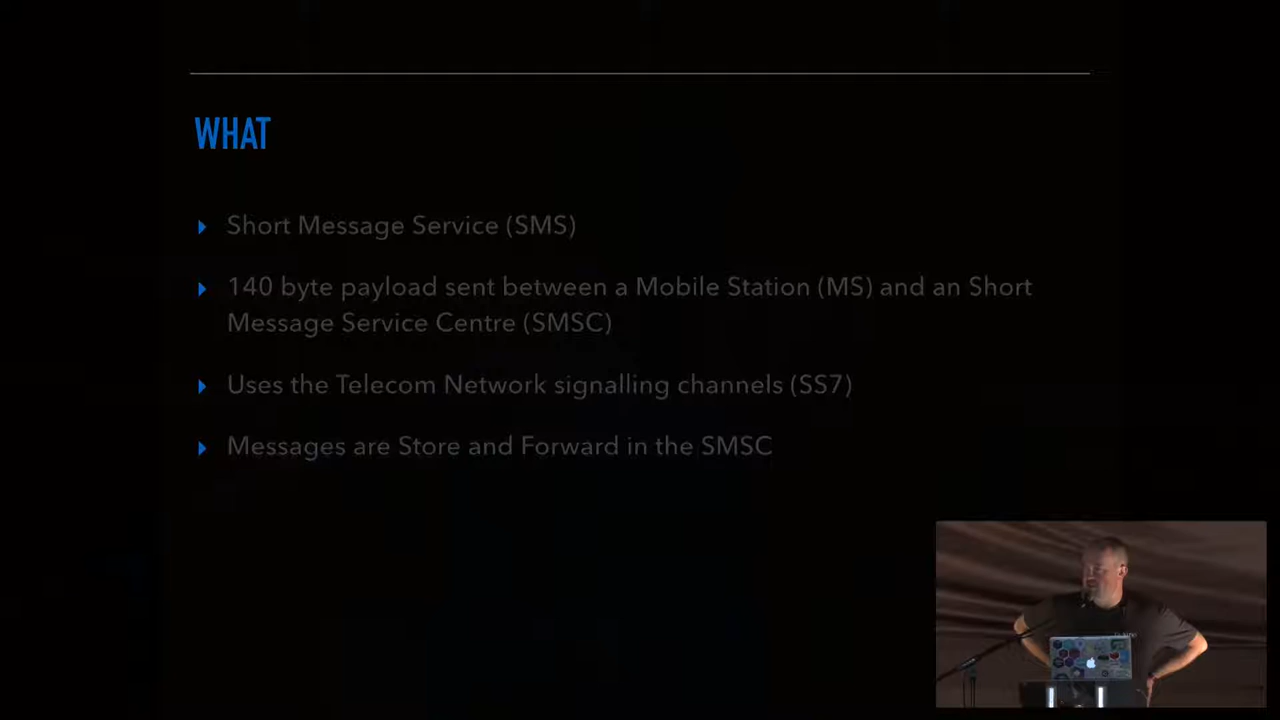 WHAT
Short Message Service (SMS)
140 byte payload sent between a Mobile Station (MS) and an Short
Message Service Centre (SMSC)
Uses the Telecom Network signalling channels (SS7)
Messages are Store and Forward in the SMSC